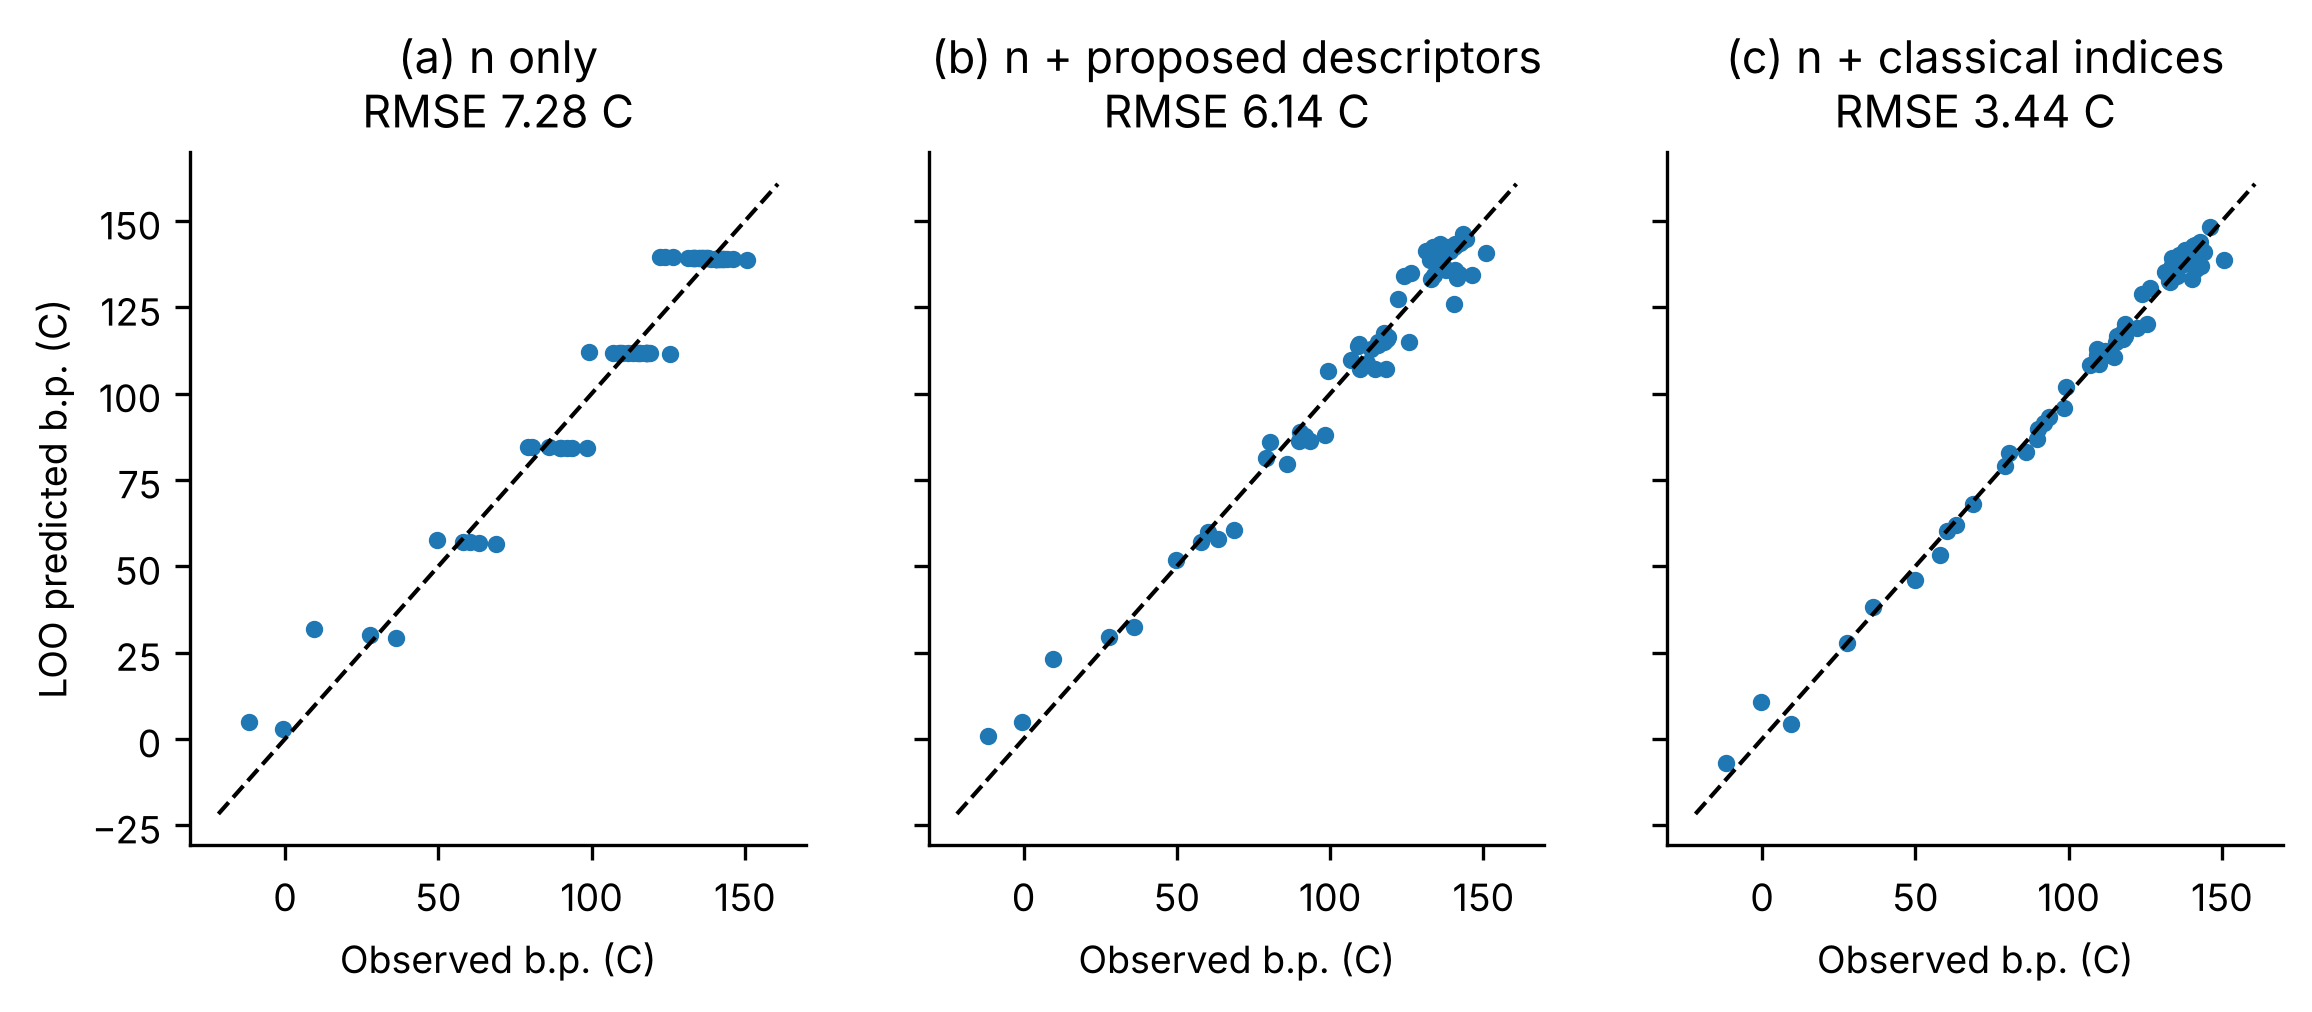 (a) n only
RMSE 7.28 C
(b) n + proposed descriptors
RMSE 6.14 C
(c) n + classical indices
RMSE 3.44 C
LOO predicted b.p. (C)
150
125
100
75
50
25
0
−25
0 50 100 150
0 50 100 150
0 50 100 150
Observed b.p. (C)
Observed b.p. (C)
Observed b.p. (C)